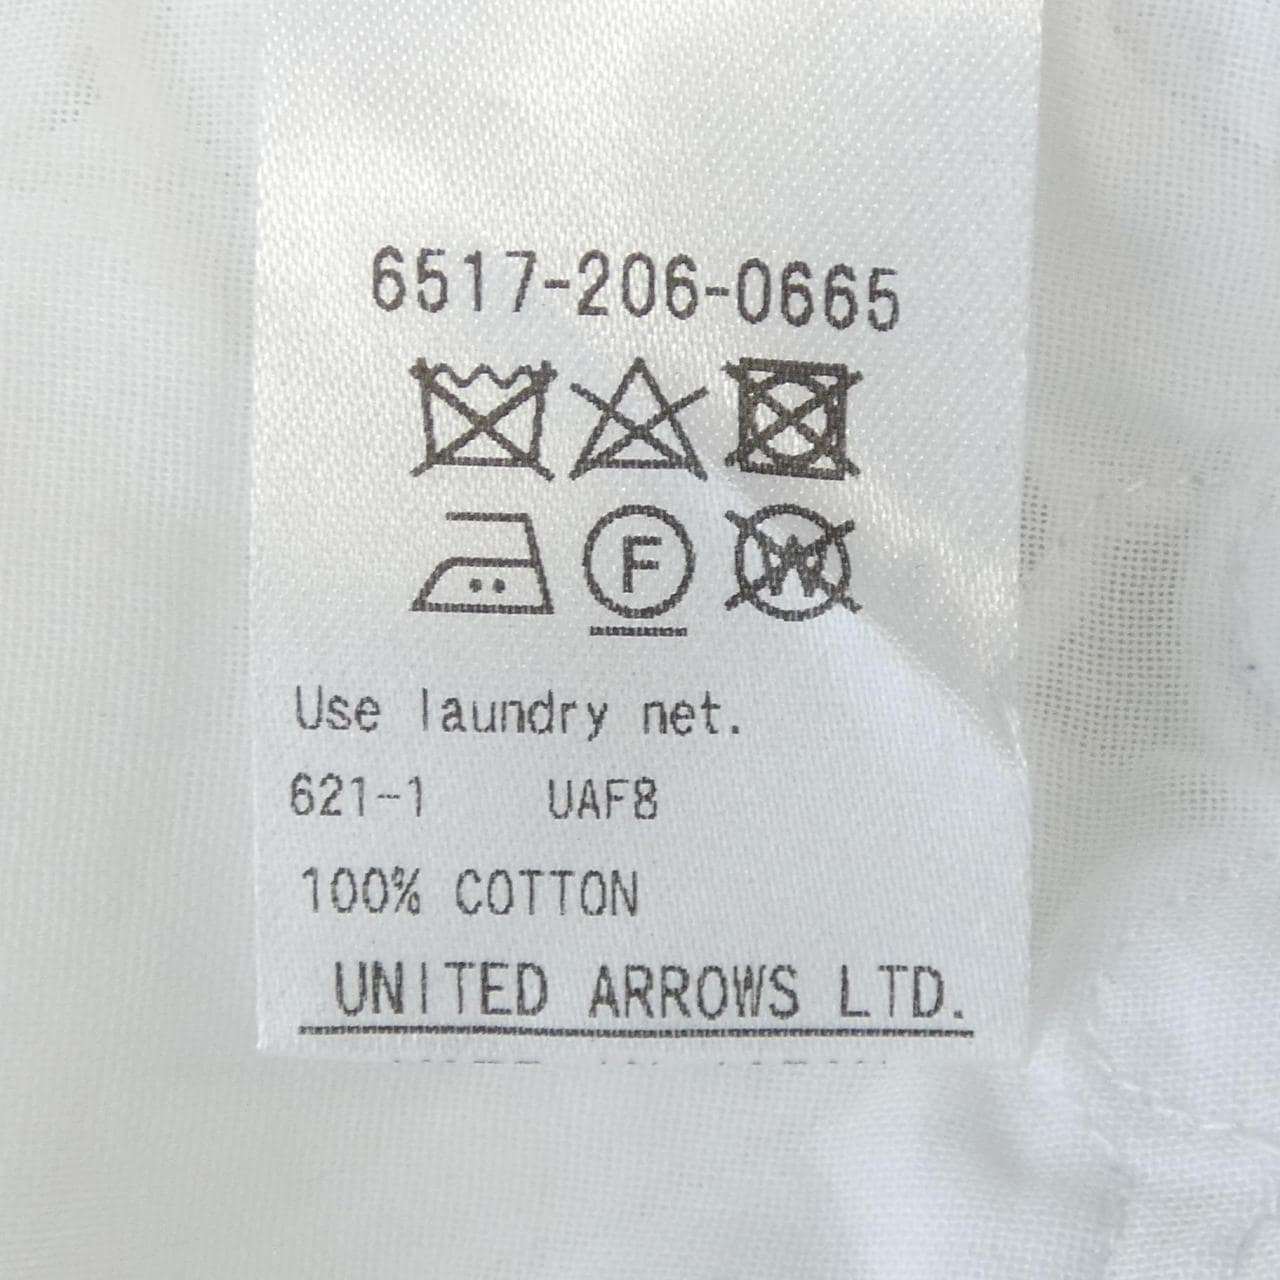 6517-206-0665
F W
Use laundry net.
621-1 UAF8
100% COTTON
UNITED ARROWS LTD.